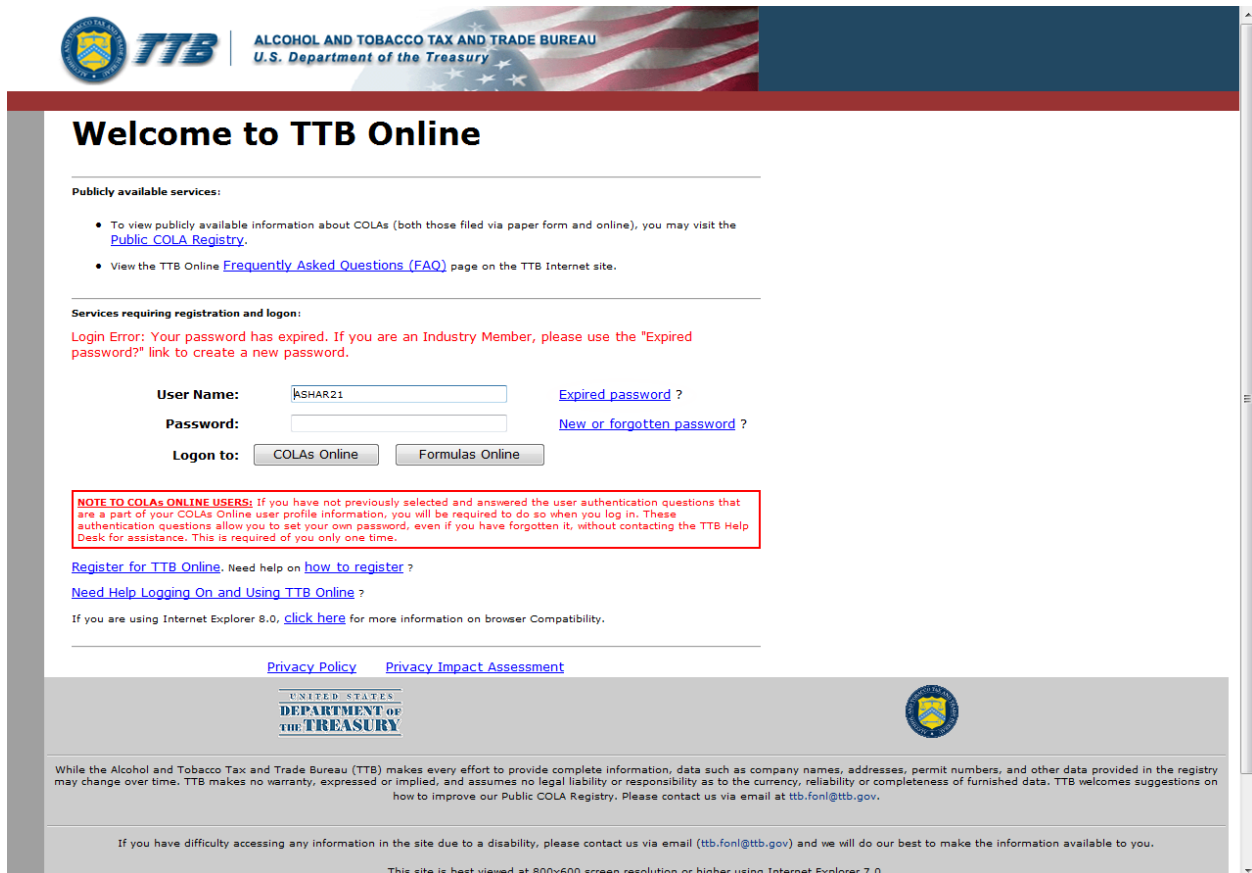 TTB
ALCOHOL AND TOBACCO TAX AND TRADE BUREAU
U.S. Department of the Treasury
Welcome to TTB Online
Publicly available services:
• To view publicly available information about COLAs (both those filed via paper form and online), you may visit the
Public COLA Registry.
• View the TTB Online Frequently Asked Questions (FAQ) page on the TTB Internet site.
Services requiring registration and logon:
Login Error: Your password has expired. If you are an Industry Member, please use the "Expired
password?" link to create a new password.
User Name: ASHAR21 Expired password ?
Password: New or forgotten password ?
Logon to: COLAs Online Formulas Online
NOTE TO COLAs ONLINE USERS: If you have not previously selected and answered the user authentication questions that
are a part of your COLAs Online user profile information, you will be required to do so when you log in. These
authentication questions allow you to set your own password, even if you have forgotten it, without contacting the TTB Help
Desk for assistance. This is required of you only one time.
Register for TTB Online. Need help on how to register ?
Need Help Logging On and Using TTB Online ?
If you are using Internet Explorer 8.0, click here for more information on browser Compatibility.
Privacy Policy Privacy Impact Assessment
UNITED STATES
DEPARTMENT OF
THE TREASURY
While the Alcohol and Tobacco Tax and Trade Bureau (TTB) makes every effort to provide complete information, data such as company names, addresses, permit numbers, and other data provided in the registry
may change over time. TTB makes no warranty, expressed or implied, and assumes no legal liability or responsibility as to the currency, reliability or completeness of furnished data. TTB welcomes suggestions on
how to improve our Public COLA Registry. Please contact us via email at ttb.fonl@ttb.gov.
If you have difficulty accessing any information in the site due to a disability, please contact us via email (ttb.fonl@ttb.gov) and we will do our best to make the information available to you.
This site is best viewed at 800x600 screen resolution or higher using Internet Explorer 7.0